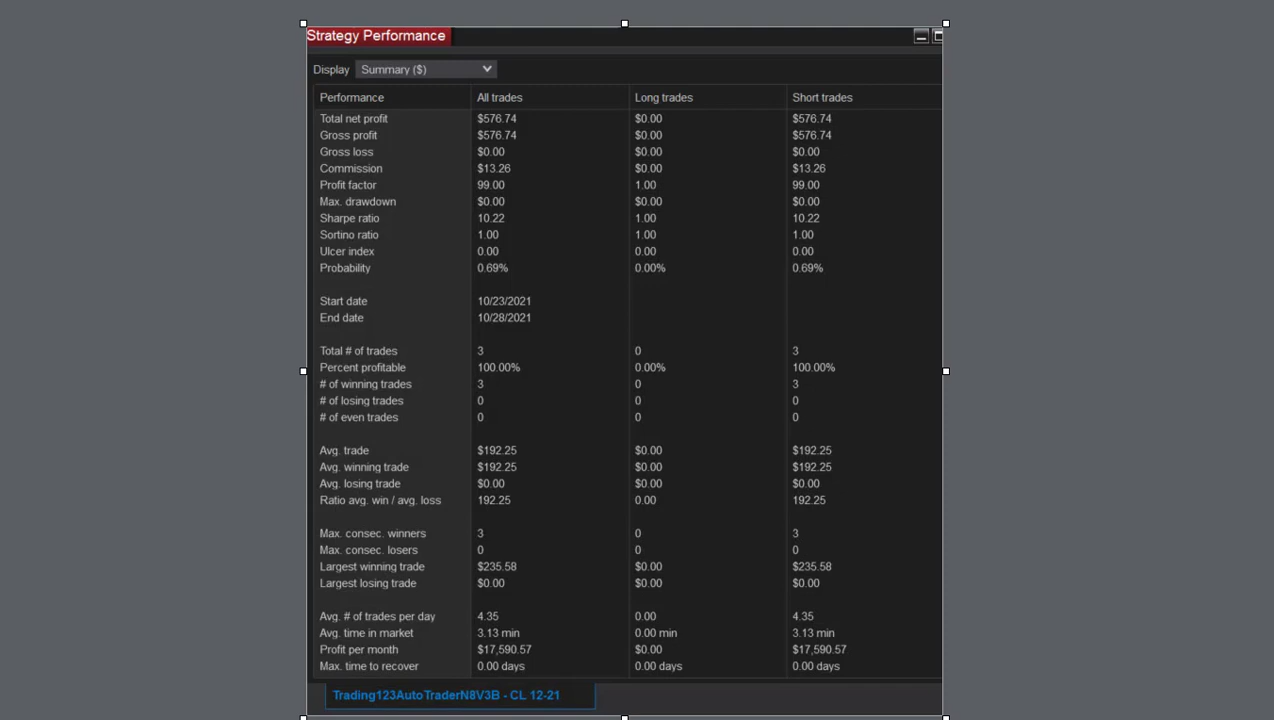 Strategy Performance
Display Summary ($)
Performance All trades Long trades Short trades
Total net profit $576.74 $0.00 $576.74
Gross profit $576.74 $0.00 $576.74
Gross loss $0.00 $0.00 $0.00
Commission $13.26 $0.00 $13.26
Profit factor 99.00 1.00 99.00
Max. drawdown $0.00 $0.00 $0.00
Sharpe ratio 10.22 1.00 10.22
Sortino ratio 1.00 1.00 1.00
Ulcer index 0.00 0.00 0.00
Probability 0.69% 0.00% 0.69%
Start date 10/23/2021
End date 10/28/2021
Total # of trades 3 0 3
Percent profitable 100.00% 0.00% 100.00%
# of winning trades 3 0 3
# of losing trades 0 0 0
# of even trades 0 0 0
Avg. trade $192.25 $0.00 $192.25
Avg. winning trade $192.25 $0.00 $192.25
Avg. losing trade $0.00 $0.00 $0.00
Ratio avg. win / avg. loss 192.25 0.00 192.25
Max. consec. winners 3 0 3
Max. consec. losers 0 0 0
Largest winning trade $235.58 $0.00 $235.58
Largest losing trade $0.00 $0.00 $0.00
Avg. # of trades per day 4.35 0.00 4.35
Avg. time in market 3.13 min 0.00 min 3.13 min
Profit per month $17,590.57 $0.00 $17,590.57
Max. time to recover 0.00 days 0.00 days 0.00 days
Trading123AutoTraderN8V3B - CL 12-21